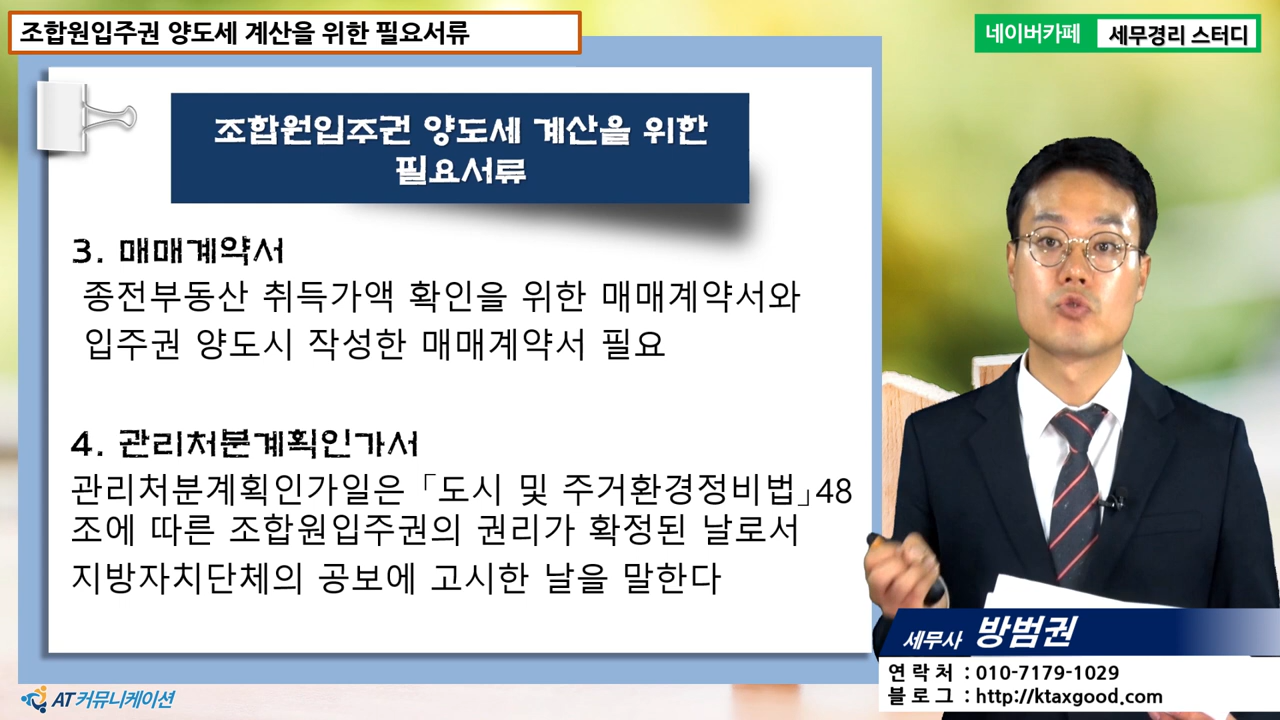 조합원입주권 양도세 계산을 위한 필요서류
네이버카페 세무경리 스터디
조합원입주권 양도세 계산을 위한
필요서류
3. 매매계약서
종전부동산 취득가액 확인을 위한 매매계약서와
입주권 양도시 작성한 매매계약서 필요
4. 관리처분계획인가서
관리처분계획인가일은 「도시 및 주거환경정비법」48
조에 따른 조합원입주권의 권리가 확정된 날로서
지방자치단체의 공보에 고시한 날을 말한다
세무사 방범권
연락처 : 010-7179-1029
블로그 : http://ktaxgood.com
AT커뮤니케이션